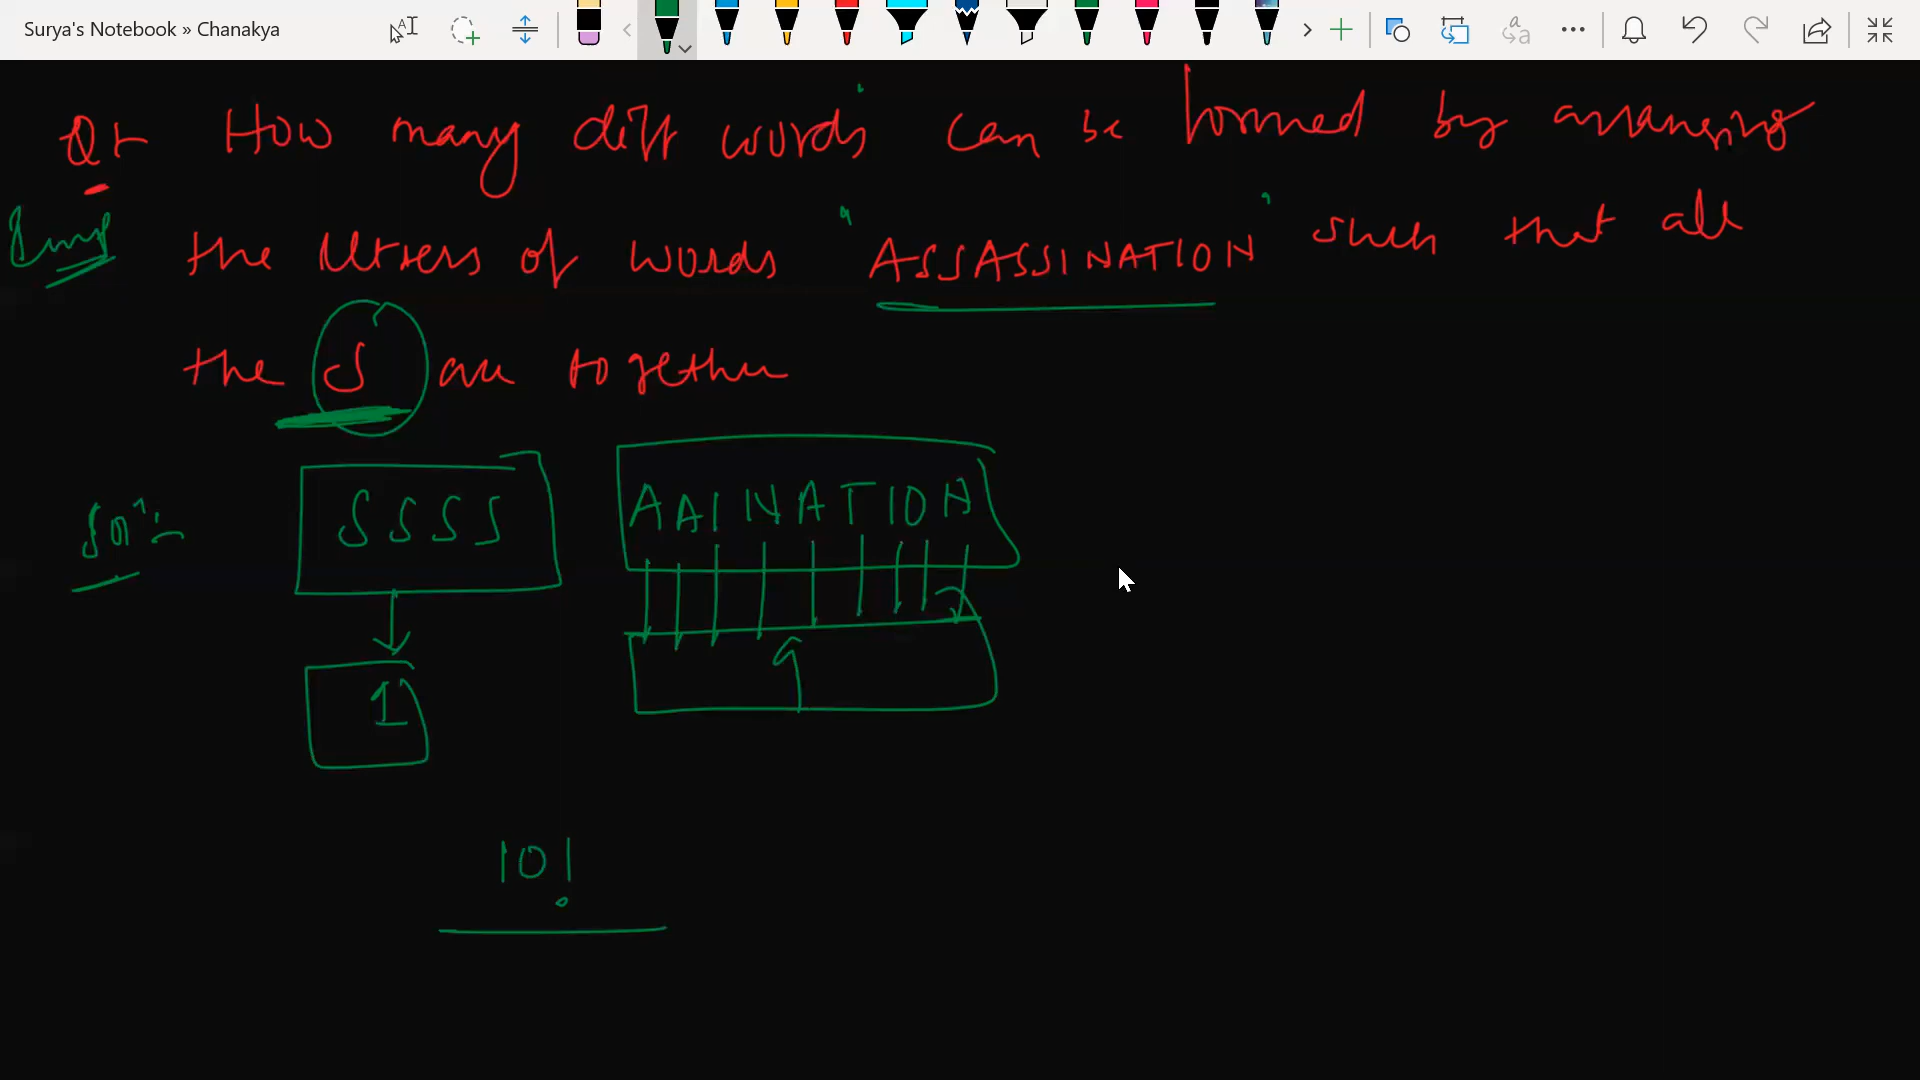 Surya's Notebook » Chanakya
Q:- How many diff words can be formed by arranging
Imp the letters of words "ASSASSINATION" such that all
the S are together
Soln:-
SSSS AAINATION
1 9
10!